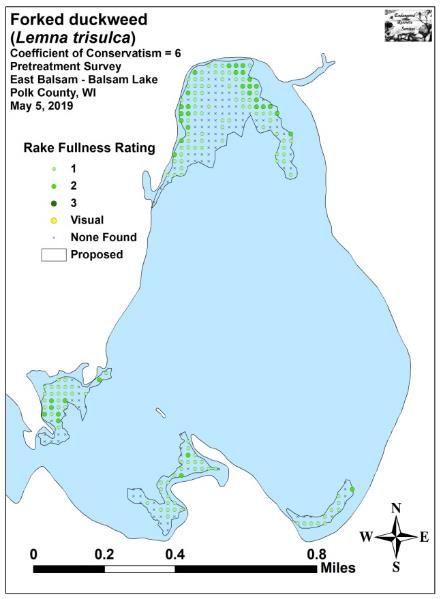 Forked duckweed
(Lemna trisulca)
Coefficient of Conservatism = 6
Pretreatment Survey
East Balsam - Balsam Lake
Polk County, WI
May 5, 2019
Rake Fullness Rating
1
2
3
Visual
None Found
Proposed
N
W E
S
0 0.2 0.4 0.8
Miles